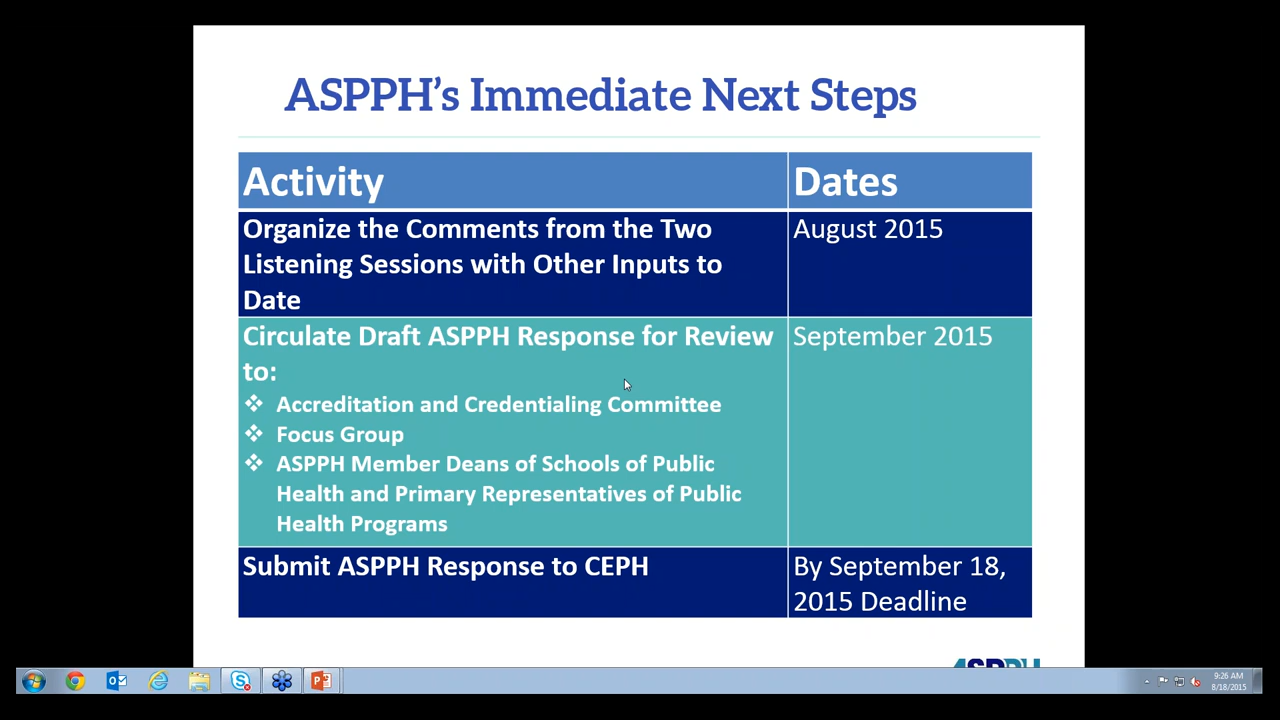 ASPPH's Immediate Next Steps
Activity
Dates
Organize the Comments from the Two
Listening Sessions with Other Inputs to
Date
August 2015
Circulate Draft ASPPH Response for Review
to:
❖ Accreditation and Credentialing Committee
❖ Focus Group
❖ ASPPH Member Deans of Schools of Public
Health and Primary Representatives of Public
Health Programs
September 2015
Submit ASPPH Response to CEPH
By September 18,
2015 Deadline
ASPPH
9:26 AM
8/18/2015